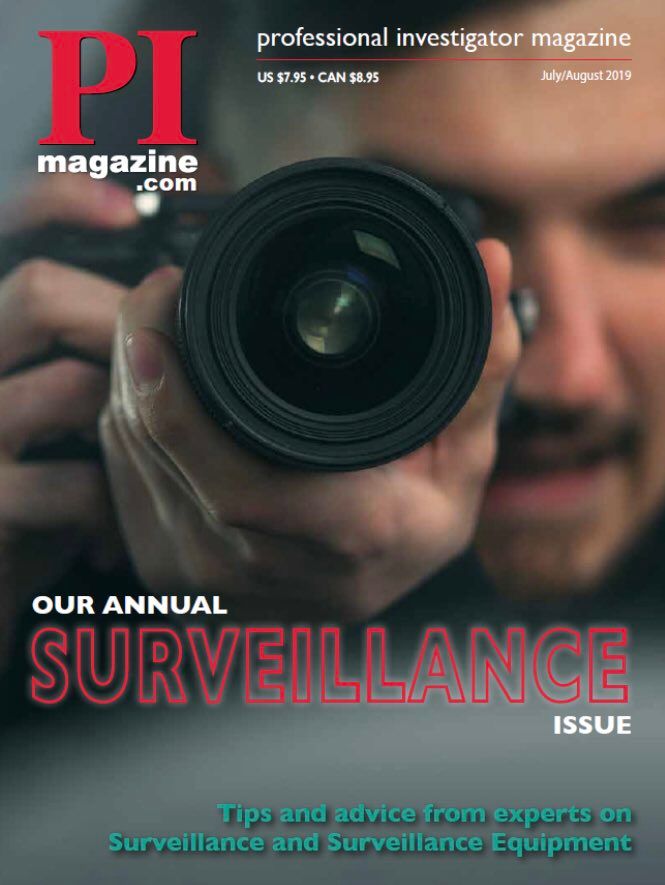 PI
magazine
.com
professional investigator magazine
US $7.95 • CAN $8.95
July/August 2019
OUR ANNUAL
SURVEILLANCE
ISSUE
Tips and advice from experts on
Surveillance and Surveillance Equipment